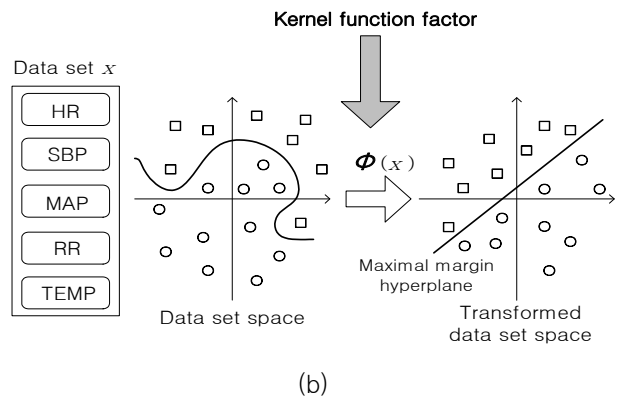 Kernel function factor
Data set x
HR
SBP
MAP
RR
TEMP
Φ(x)
Maximal margin
hyperplane
Data set space
Transformed
data set space
(b)